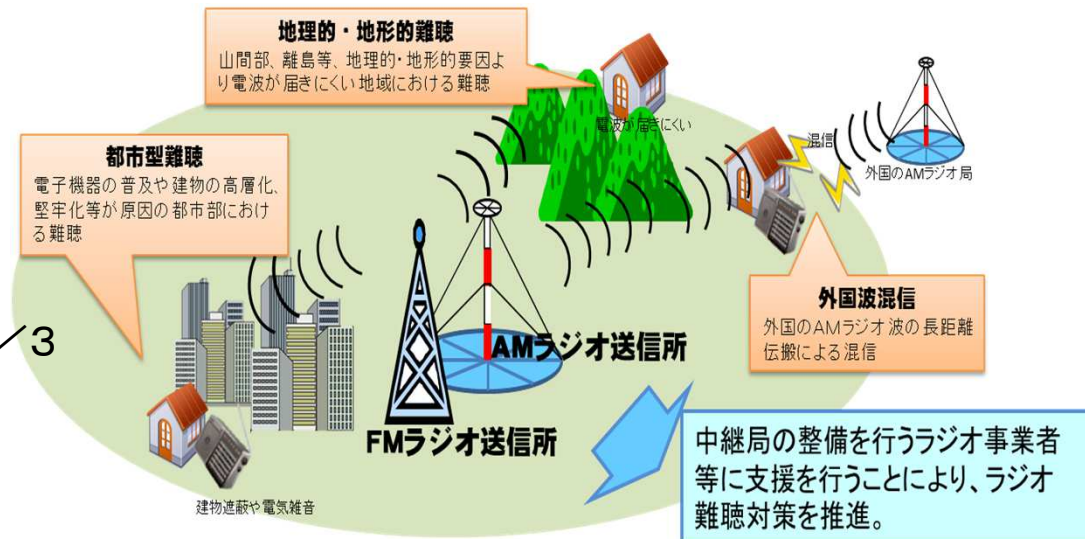 地理的・地形的難聴
山間部、離島等、地理的・地形的要因よ
り電波が届きにくい地域における難聴
電波が届きにくい
混信
外国のAMラジオ局
都市型難聴
電子機器の普及や建物の高層化、
堅牢化等が原因の都市部におけ
る難聴
外国波混信
外国のAMラジオ波の長距離
伝搬による混信
3
AMラジオ送信所
FMラジオ送信所
建物遮蔽や電気雑音
中継局の整備を行うラジオ事業者
等に支援を行うことにより、ラジオ
難聴対策を推進。